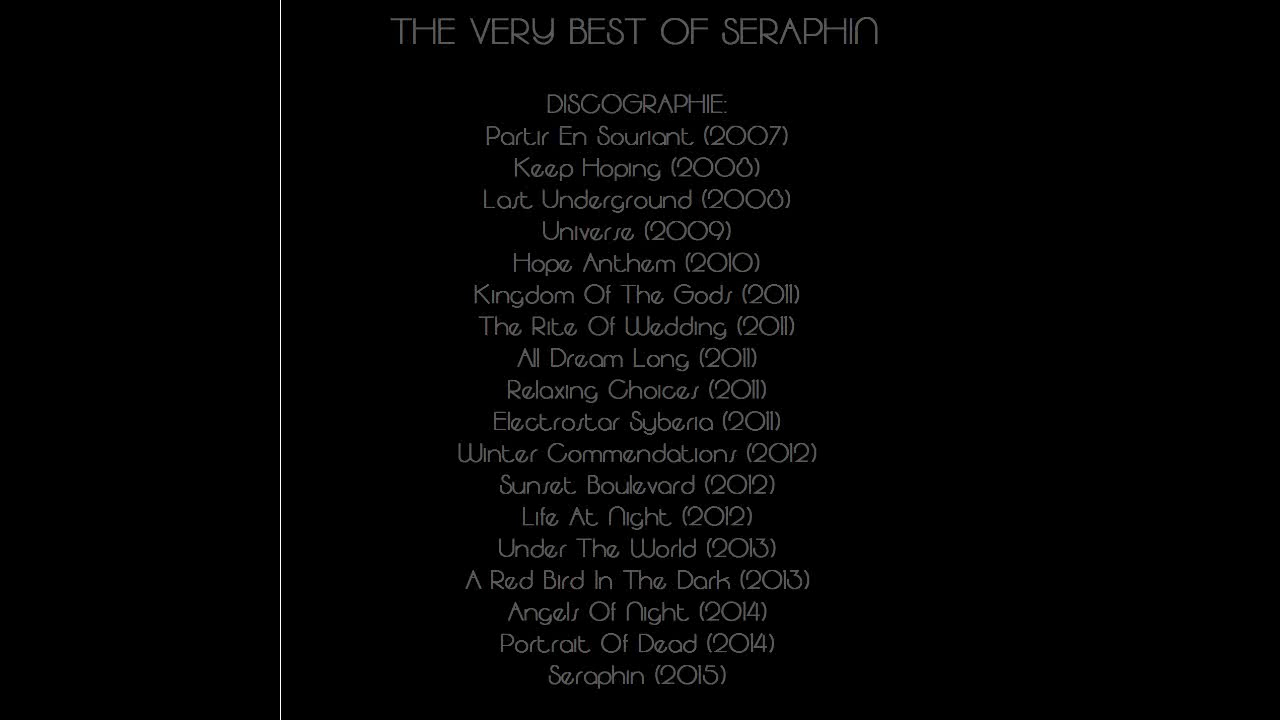 THE VERY BEST OF SERAPHIN
DISCOGRAPHIE:
Partir En Souriant (2007)
Keep Hoping (2008)
Last Underground (2008)
Universe (2009)
Hope Anthem (2010)
Kingdom Of The Gods (2011)
The Rite Of Wedding (2011)
All Dream Long (2011)
Relaxing Choices (2011)
Electrostar Syberia (2011)
Winter Commendations (2012)
Sunset Boulevard (2012)
Life At Night (2012)
Under The World (2013)
A Red Bird In The Dark (2013)
Angels Of Night (2014)
Portrait Of Dead (2014)
Seraphin (2015)